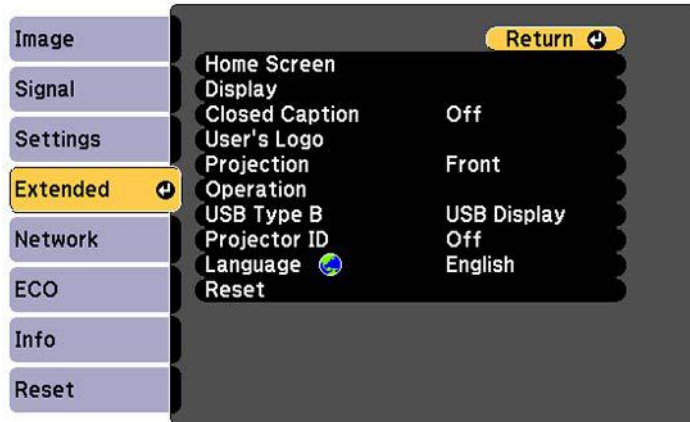 Image
Signal
Settings
Extended
Network
ECO
Info
Reset
Return
Home Screen
Display
Closed Caption Off
User's Logo
Projection Front
Operation
USB Type B USB Display
Projector ID Off
Language English
Reset